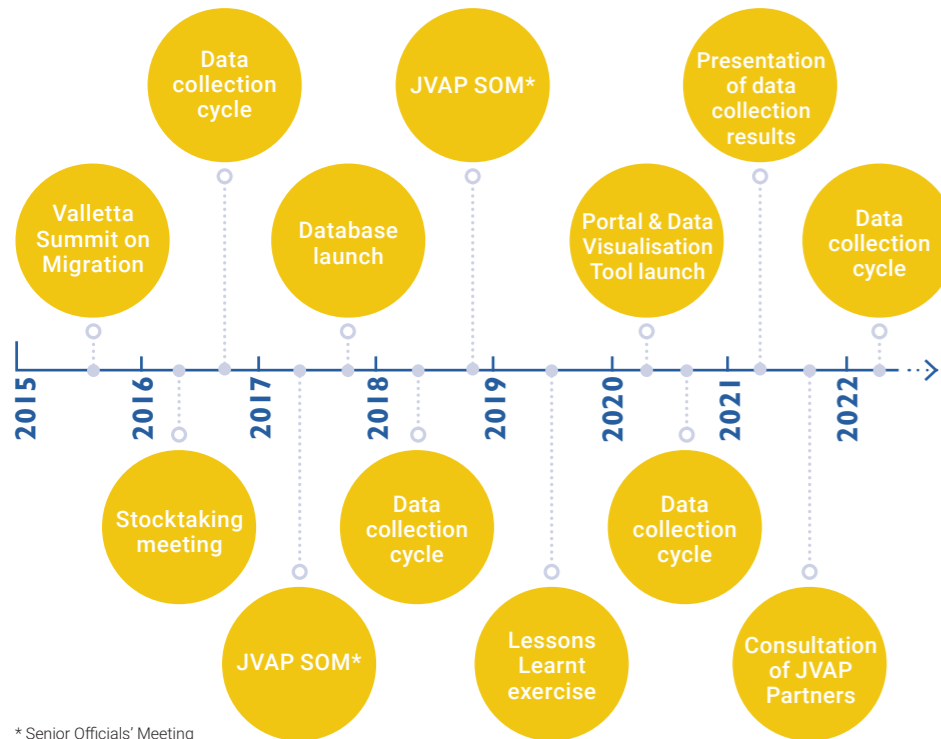 Data
collection
cycle
JVAP SOM*
Presentation
of data
collection
results
Valletta
Summit on
Migration
Database
launch
Portal & Data
Visualisation
Tool launch
Data
collection
cycle
2015
2016
2017
2018
2019
2020
2021
2022
Stocktaking
meeting
Data
collection
cycle
Data
collection
cycle
JVAP SOM*
Lessons
Learnt
exercise
Consultation
of JVAP
Partners
* Senior Officials' Meeting